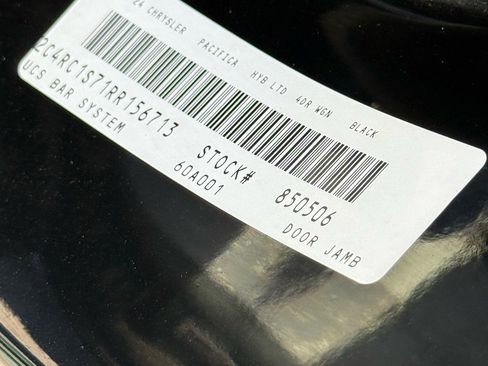 24 CHRYSLER PACIFICA HYB LTD 4DR WGN BLACK
2C4RC1S71RR156713 STOCK# 850506
UCS BAR SYSTEM 60A001 DOOR JAMB